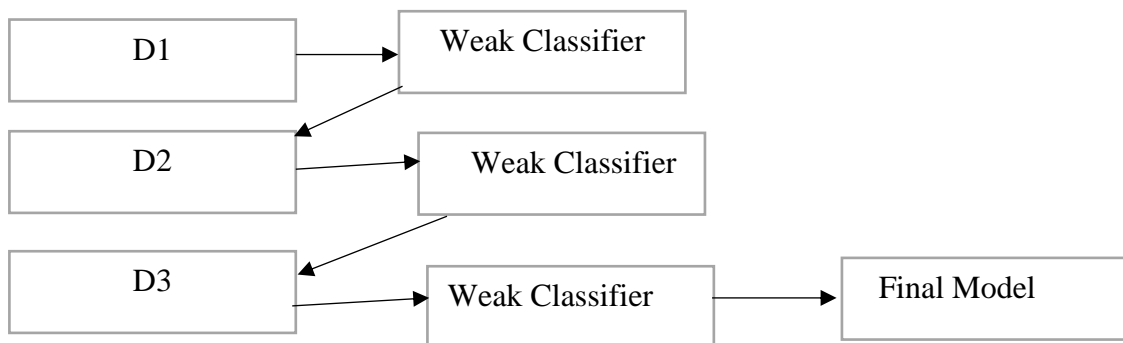 D1
Weak Classifier
D2
Weak Classifier
D3
Weak Classifier
Final Model